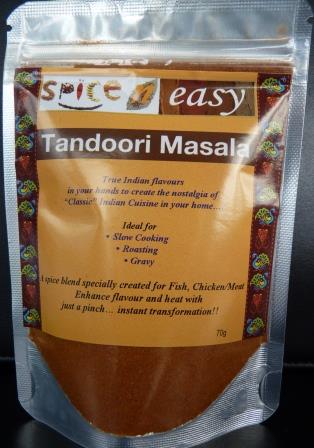 spice n easy
Tandoori Masala
True Indian flavours
in your hands to create the nostalgia of
"Classic" Indian Cuisine in your home....
Ideal for
• Slow Cooking
• Roasting
• Gravy
A spice blend specially created for Fish, Chicken/Meat
Enhance flavour and heat with
just a pinch... instant transformation!!
70g